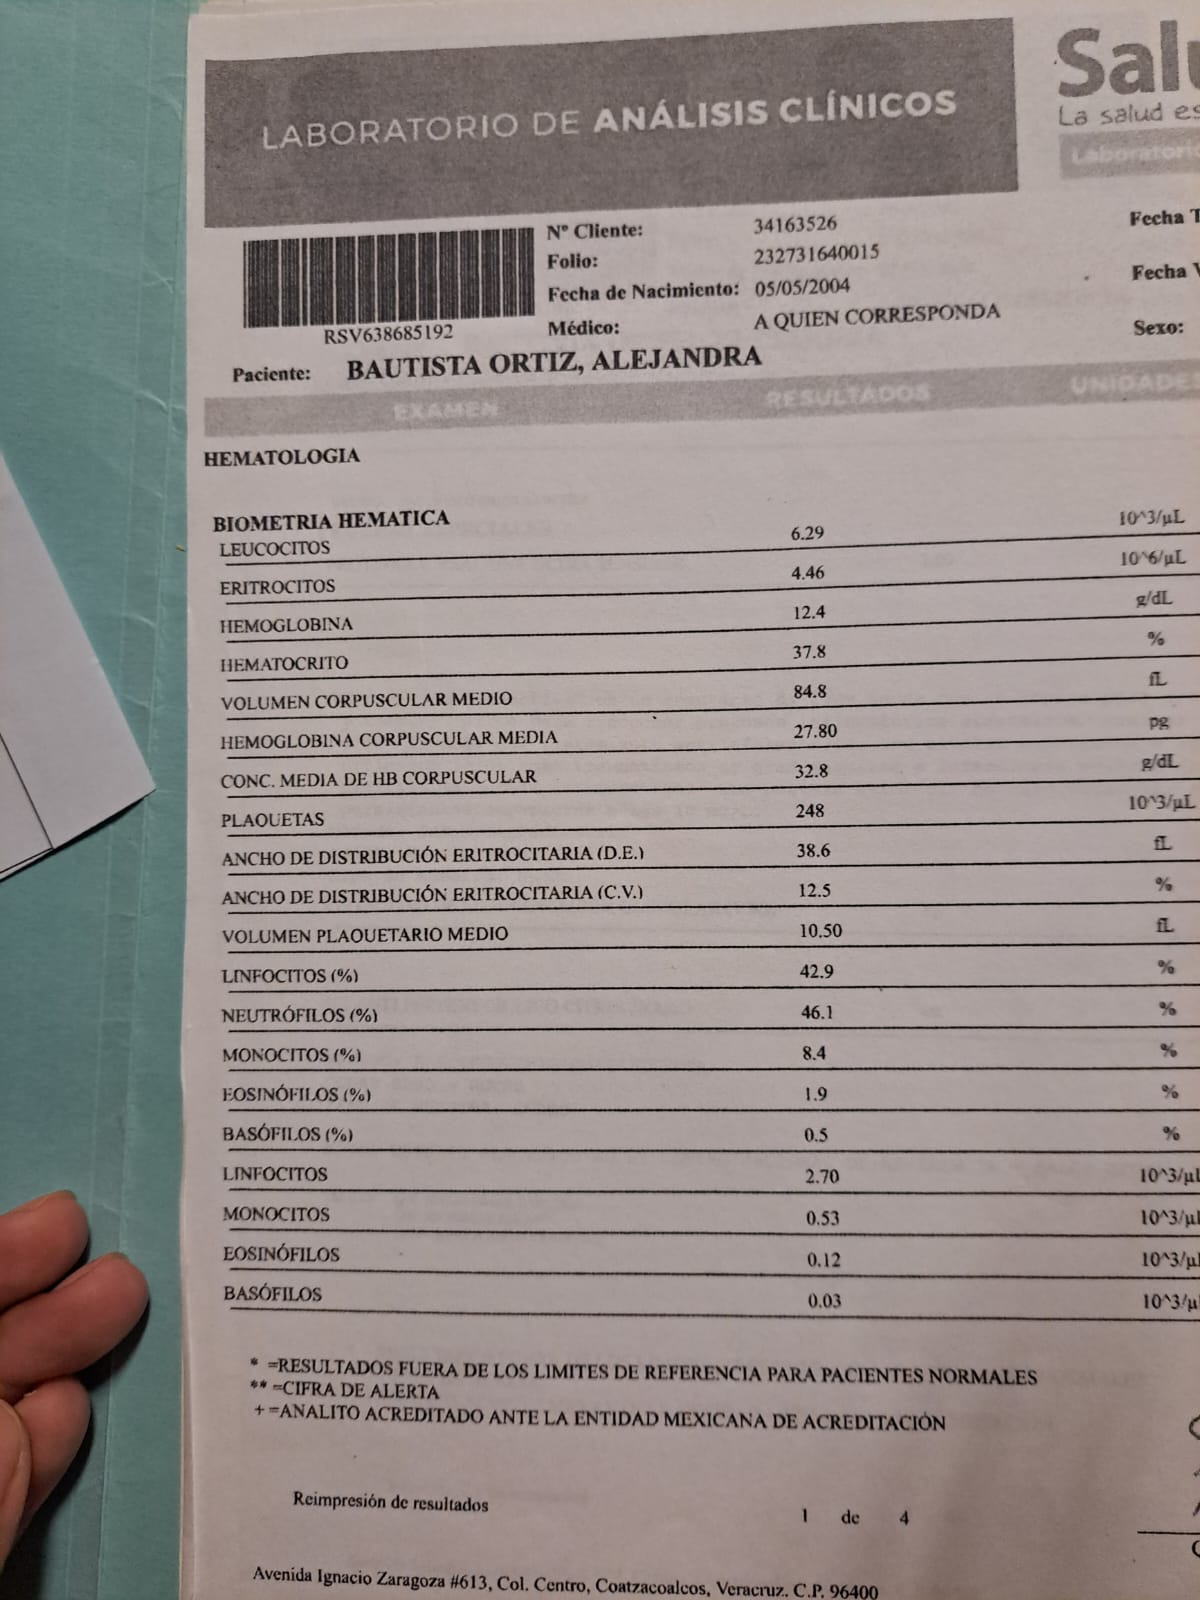 LABORATORIO DE ANÁLISIS CLÍNICOS
La salud es
Laboratorio
Nº Cliente: 34163526
Folio: 232731640015
Fecha de Nacimiento: 05/05/2004
Médico: A QUIEN CORRESPONDA
Fecha
Fecha
Sexo:
RSV638685192
Paciente: BAUTISTA ORTIZ, ALEJANDRA
EXAMEN RESULTADOS
HEMATOLOGIA
BIOMETRIA HEMATICA
LEUCOCITOS 6.29 10^3/µL
ERITROCITOS 4.46 10^6/µL
HEMOGLOBINA 12.4 g/dL
HEMATOCRITO 37.8 %
VOLUMEN CORPUSCULAR MEDIO 84.8 fL
HEMOGLOBINA CORPUSCULAR MEDIA 27.80 pg
CONC. MEDIA DE HB CORPUSCULAR 32.8 g/dL
PLAQUETAS 248 10^3/µL
ANCHO DE DISTRIBUCIÓN ERITROCITARIA (D.E.) 38.6 fL
ANCHO DE DISTRIBUCIÓN ERITROCITARIA (C.V.) 12.5 %
VOLUMEN PLAQUETARIO MEDIO 10.50 fL
LINFOCITOS (%) 42.9 %
NEUTRÓFILOS (%) 46.1 %
MONOCITOS (%) 8.4 %
EOSINÓFILOS (%) 1.9 %
BASÓFILOS (%) 0.5 %
LINFOCITOS 2.70 10^3/µ
MONOCITOS 0.53 10^3/µ
EOSINÓFILOS 0.12 10^3/µ
BASÓFILOS 0.03 10^3/µ
* =RESULTADOS FUERA DE LOS LIMITES DE REFERENCIA PARA PACIENTES NORMALES
** =CIFRA DE ALERTA
+ =ANALITO ACREDITADO ANTE LA ENTIDAD MEXICANA DE ACREDITACIÓN
Reimpresión de resultados 1 de 4
Avenida Ignacio Zaragoza #613, Col. Centro, Coatzacoalcos, Veracruz. C.P. 96400